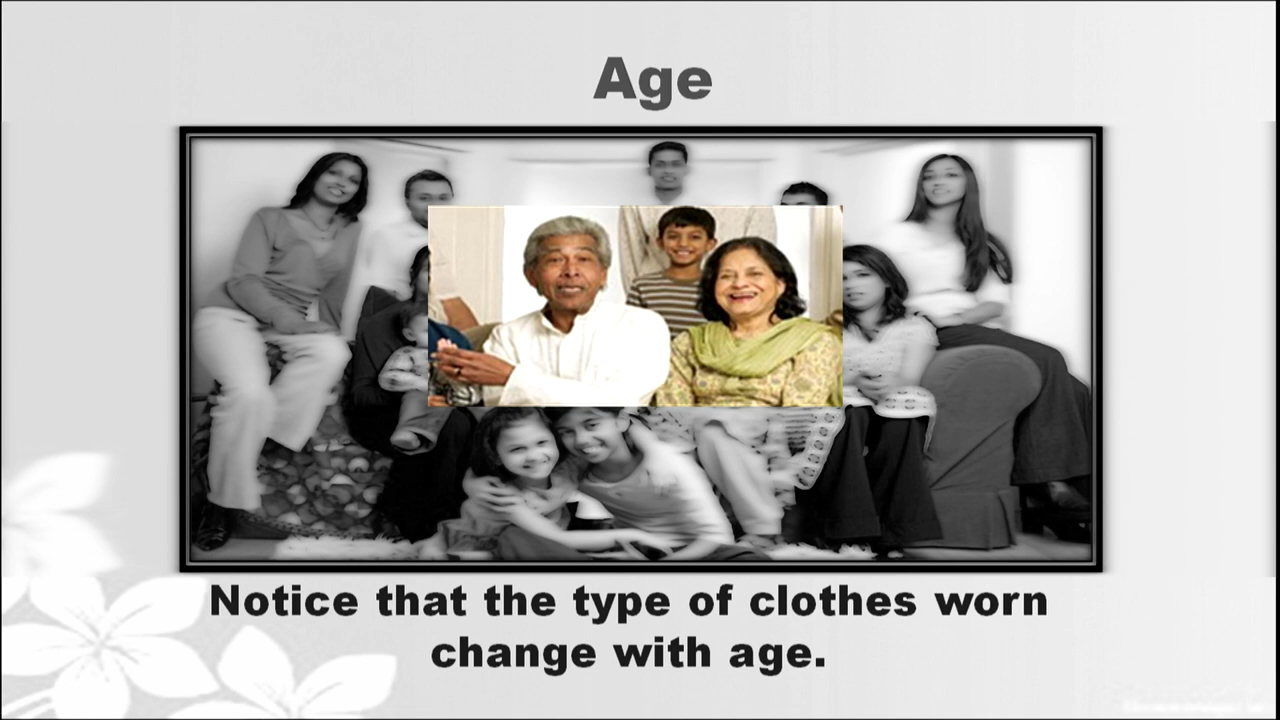 Age
Notice that the type of clothes worn
change with age.